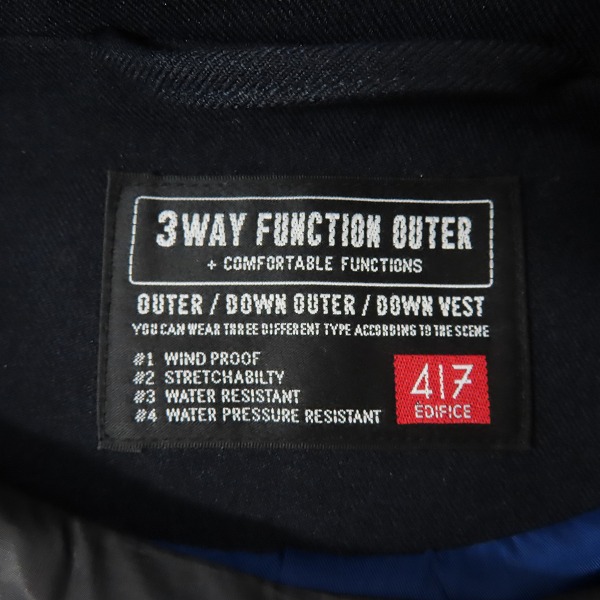 3WAY FUNCTION OUTER
+ COMFORTABLE FUNCTIONS
OUTER / DOWN OUTER / DOWN VEST
YOU CAN WEAR THREE DIFFERENT TYPE ACCORDING TO THE SCENE
#1 WIND PROOF
#2 STRETCHABILTY
#3 WATER RESISTANT
#4 WATER PRESSURE RESISTANT
417
EDIFICE